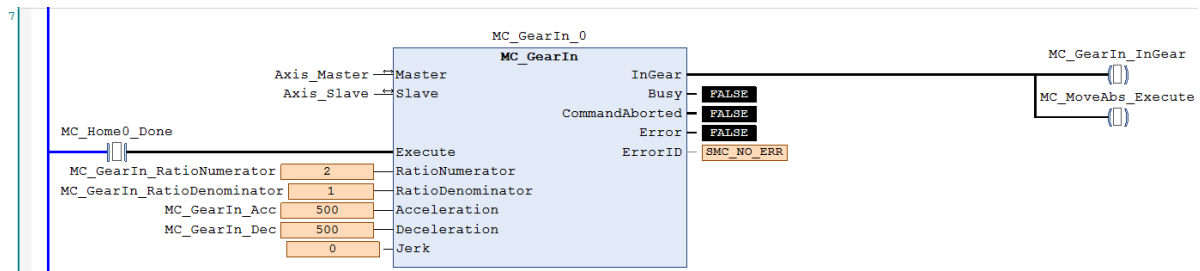 7
MC_GearIn_0
MC_GearIn
MC_GearIn_InGear
Axis_Master Master InGear
Axis_Slave Slave Busy FALSE
MC_MoveAbs_Execute
CommandAborted FALSE
MC_Home0_Done Error FALSE
Execute ErrorID SMC_NO_ERR
MC_GearIn_RatioNumerator 2 RatioNumerator
MC_GearIn_RatioDenominator 1 RatioDenominator
MC_GearIn_Acc 500 Acceleration
MC_GearIn_Dec 500 Deceleration
0 Jerk